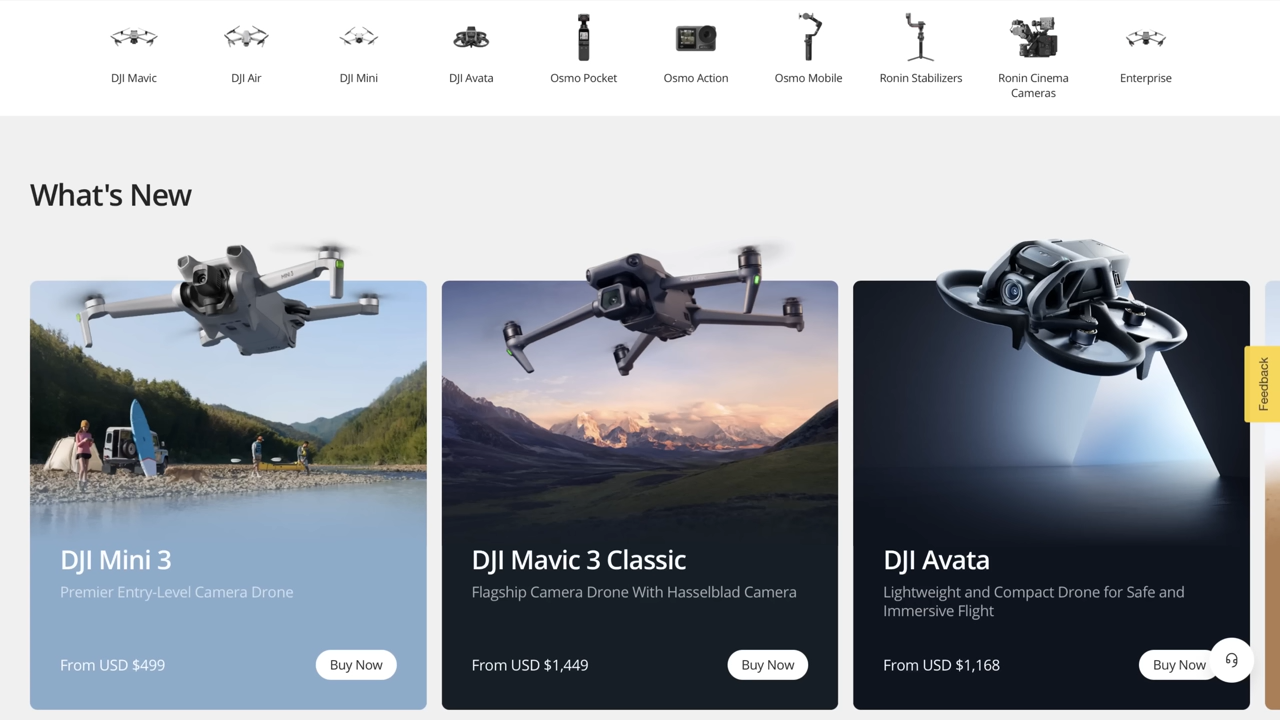 DJI Mavic
DJI Air
DJI Mini
DJI Avata
Osmo Pocket
Osmo Action
Osmo Mobile
Ronin Stabilizers
Ronin Cinema
Cameras
Enterprise
What's New
MINI 3
DJI Mini 3
Premier Entry-Level Camera Drone
From USD $499
Buy Now
DJI Mavic 3 Classic
Flagship Camera Drone With Hasselblad Camera
From USD $1,449
Buy Now
DJI Avata
Lightweight and Compact Drone for Safe and
Immersive Flight
From USD $1,168
Buy Now
Feedback